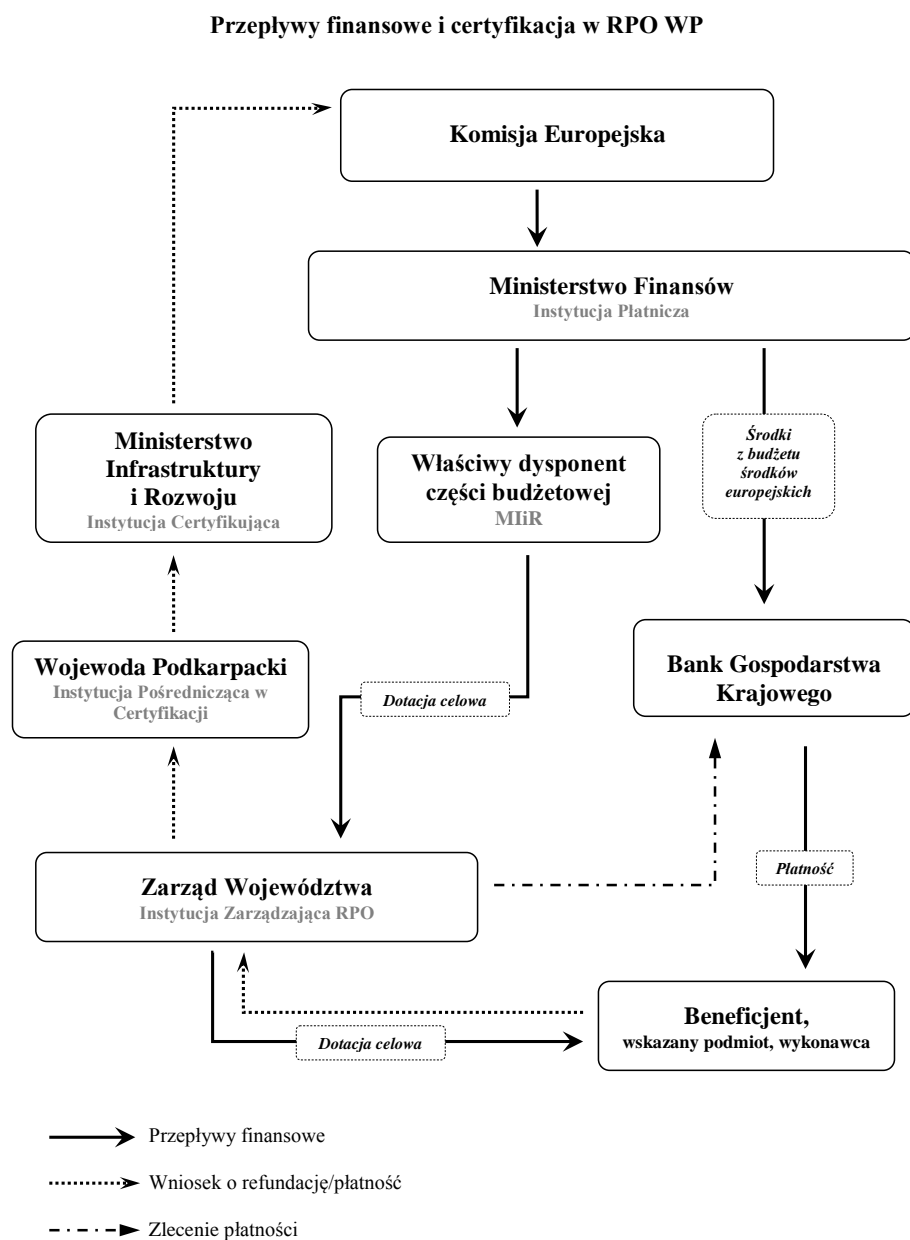 Przepływy finansowe i certyfikacja w RPO WP
Komisja Europejska
Ministerstwo Finansów
Instytucja Płatnicza
Ministerstwo
Infrastruktury
i Rozwoju
Instytucja Certyfikująca
Właściwy dysponent
części budżetowej
MIiR
Środki
z budżetu
środków
europejskich
Wojewoda Podkarpacki
Instytucja Pośrednicząca w
Certyfikacji
Bank Gospodarstwa
Krajowego
Dotacja celowa
Zarząd Województwa
Instytucja Zarządzająca RPO
Płatność
Beneficjent,
wskazany podmiot, wykonawca
Dotacja celowa
Przepływy finansowe
Wniosek o refundację/płatność
Zlecenie płatności